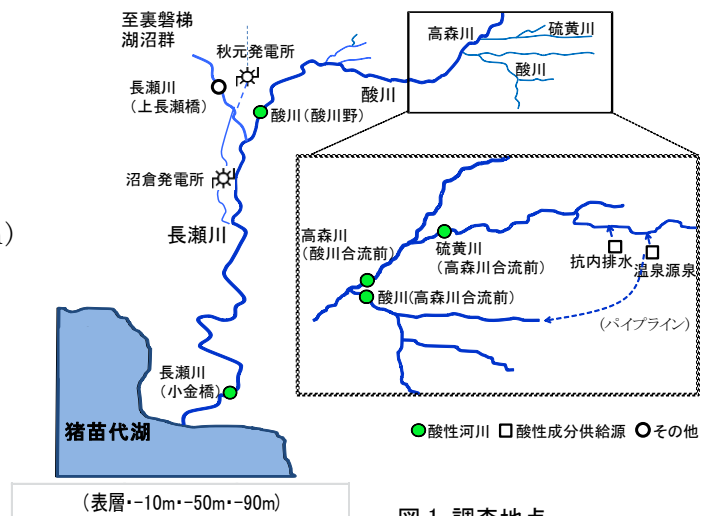 至裏磐梯
湖沼群
秋元発電所
長瀬川
(上長瀬橋)
酸川(酸川野)
沼倉発電所
長瀬川
長瀬川
(小金橋)
猪苗代湖
(表層・-10m・-50m・-90m)
高森川
硫黄川
酸川
酸川
高森川
(酸川合流前)
硫黄川
(高森川合流前)
酸川(高森川合流前)
抗内排水
温泉源泉
(パイプライン)
酸性河川
酸性成分供給源
その他
図1 調査地点